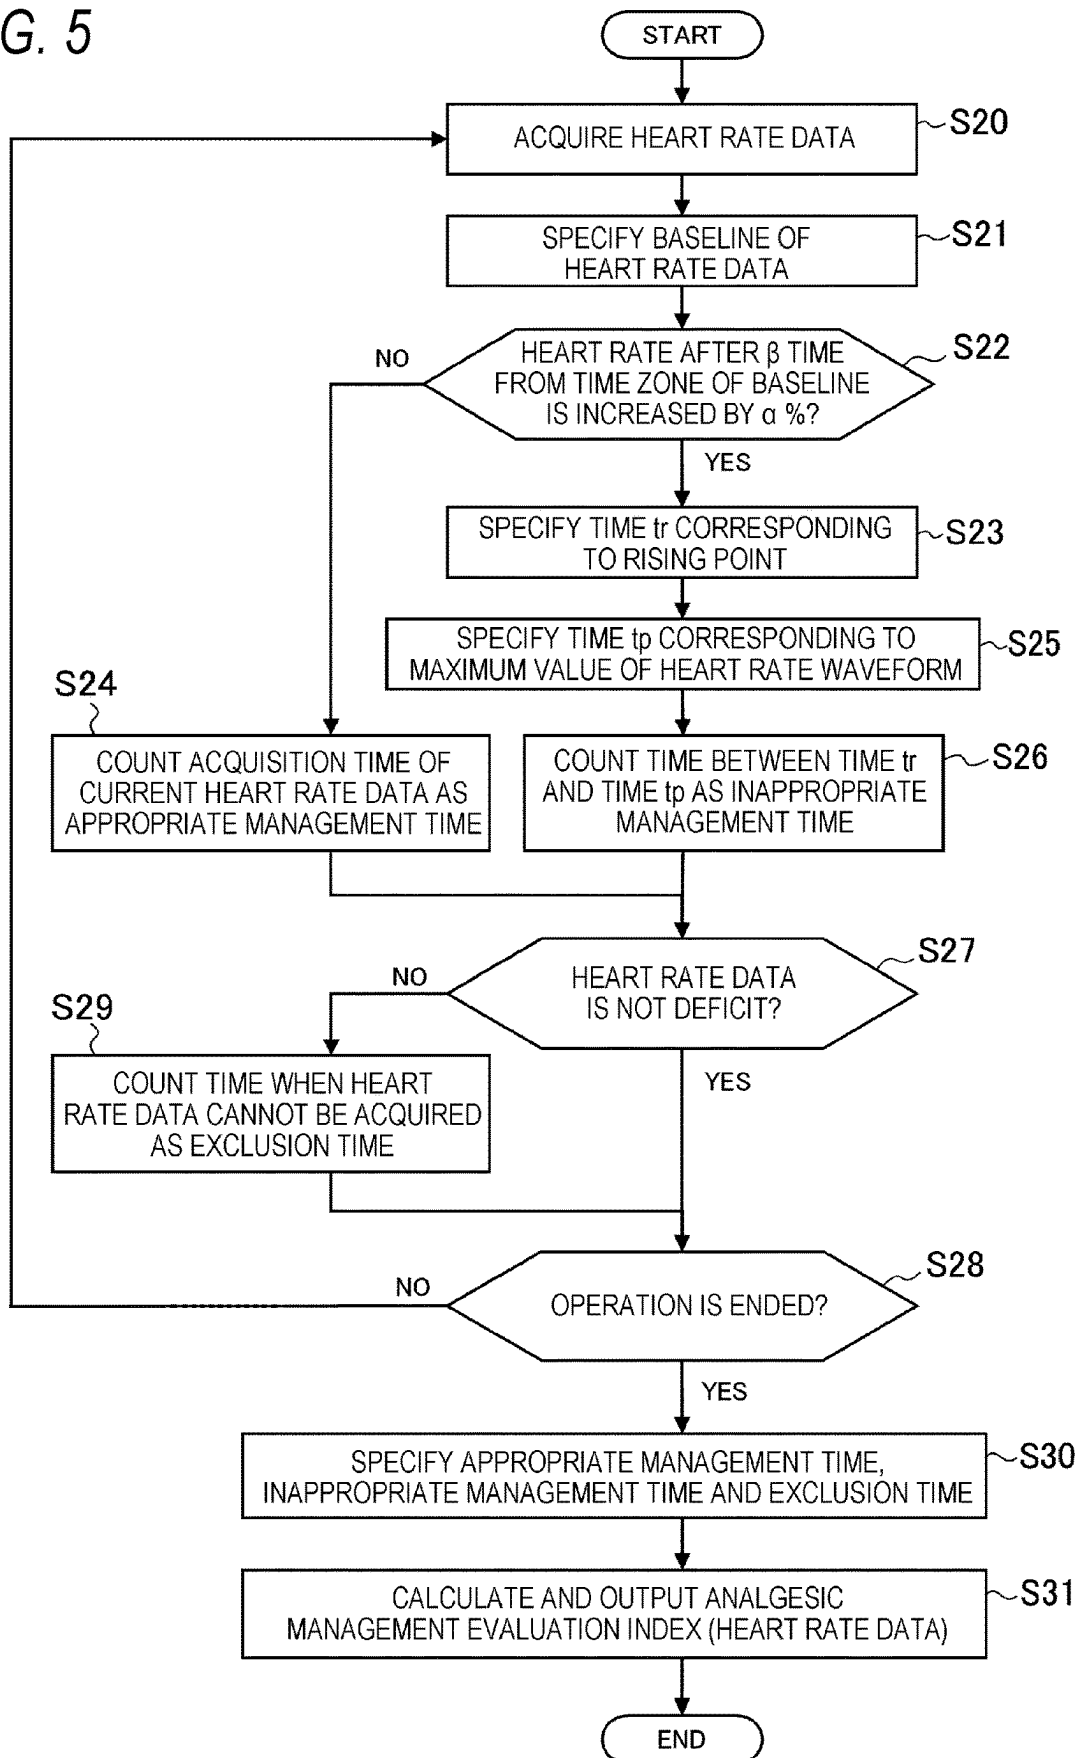 G. 5
START
ACQUIRE HEART RATE DATA
S20
SPECIFY BASELINE OF
HEART RATE DATA
S21
HEART RATE AFTER β TIME
FROM TIME ZONE OF BASELINE
IS INCREASED BY α %?
S22
NO
YES
SPECIFY TIME tr CORRESPONDING
TO RISING POINT
S23
SPECIFY TIME tp CORRESPONDING TO
MAXIMUM VALUE OF HEART RATE WAVEFORM
S25
S24
COUNT ACQUISITION TIME OF
CURRENT HEART RATE DATA AS
APPROPRIATE MANAGEMENT TIME
COUNT TIME BETWEEN TIME tr
AND TIME tp AS INAPPROPRIATE
MANAGEMENT TIME
S26
HEART RATE DATA
IS NOT DEFICIT?
S27
NO
YES
S29
COUNT TIME WHEN HEART
RATE DATA CANNOT BE ACQUIRED
AS EXCLUSION TIME
OPERATION IS ENDED?
S28
NO
YES
SPECIFY APPROPRIATE MANAGEMENT TIME,
INAPPROPRIATE MANAGEMENT TIME AND EXCLUSION TIME
S30
CALCULATE AND OUTPUT ANALGESIC
MANAGEMENT EVALUATION INDEX (HEART RATE DATA)
S31
END